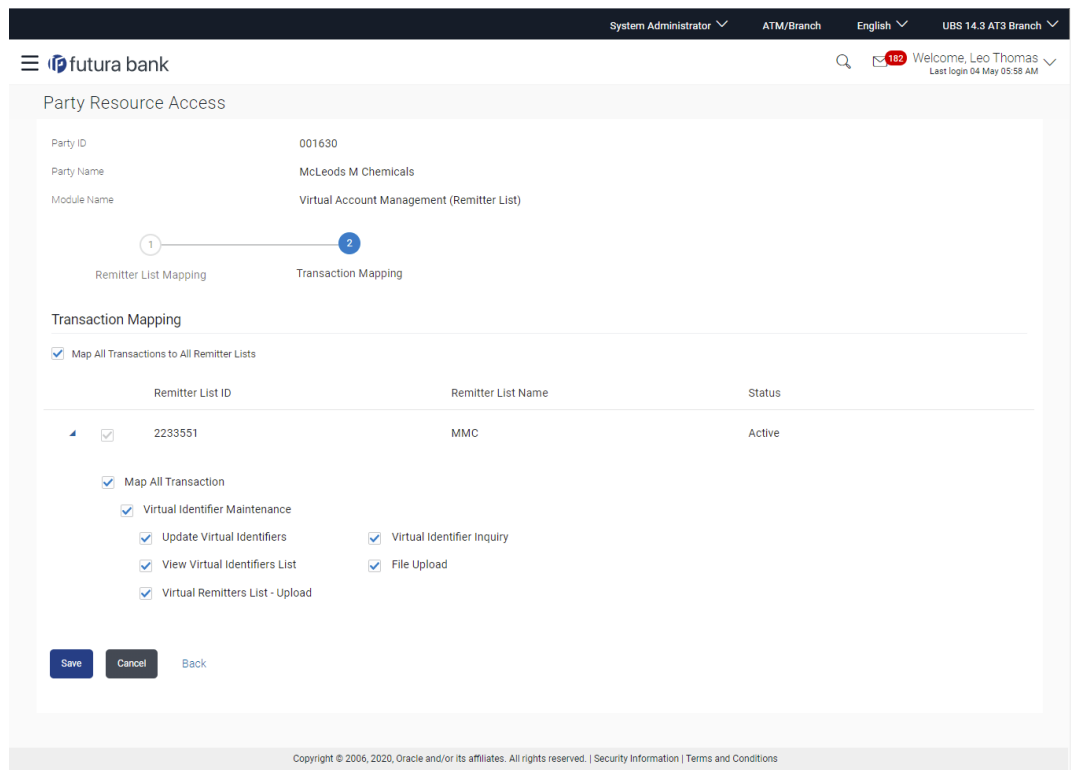 System Administrator ATM/Branch English UBS 14.3 AT3 Branch
futura bank 182 Welcome, Leo Thomas
Last login 04 May 05:58 AM
Party Resource Access
Party ID 001630
Party Name McLeods M Chemicals
Module Name Virtual Account Management (Remitter List)
1 2
Remitter List Mapping Transaction Mapping
Transaction Mapping
Map All Transactions to All Remitter Lists
Remitter List ID Remitter List Name Status
2233551 MMC Active
Map All Transaction
Virtual Identifier Maintenance
Update Virtual Identifiers Virtual Identifier Inquiry
View Virtual Identifiers List File Upload
Virtual Remitters List - Upload
Save Cancel Back
Copyright © 2006, 2020, Oracle and/or its affiliates. All rights reserved. | Security Information | Terms and Conditions